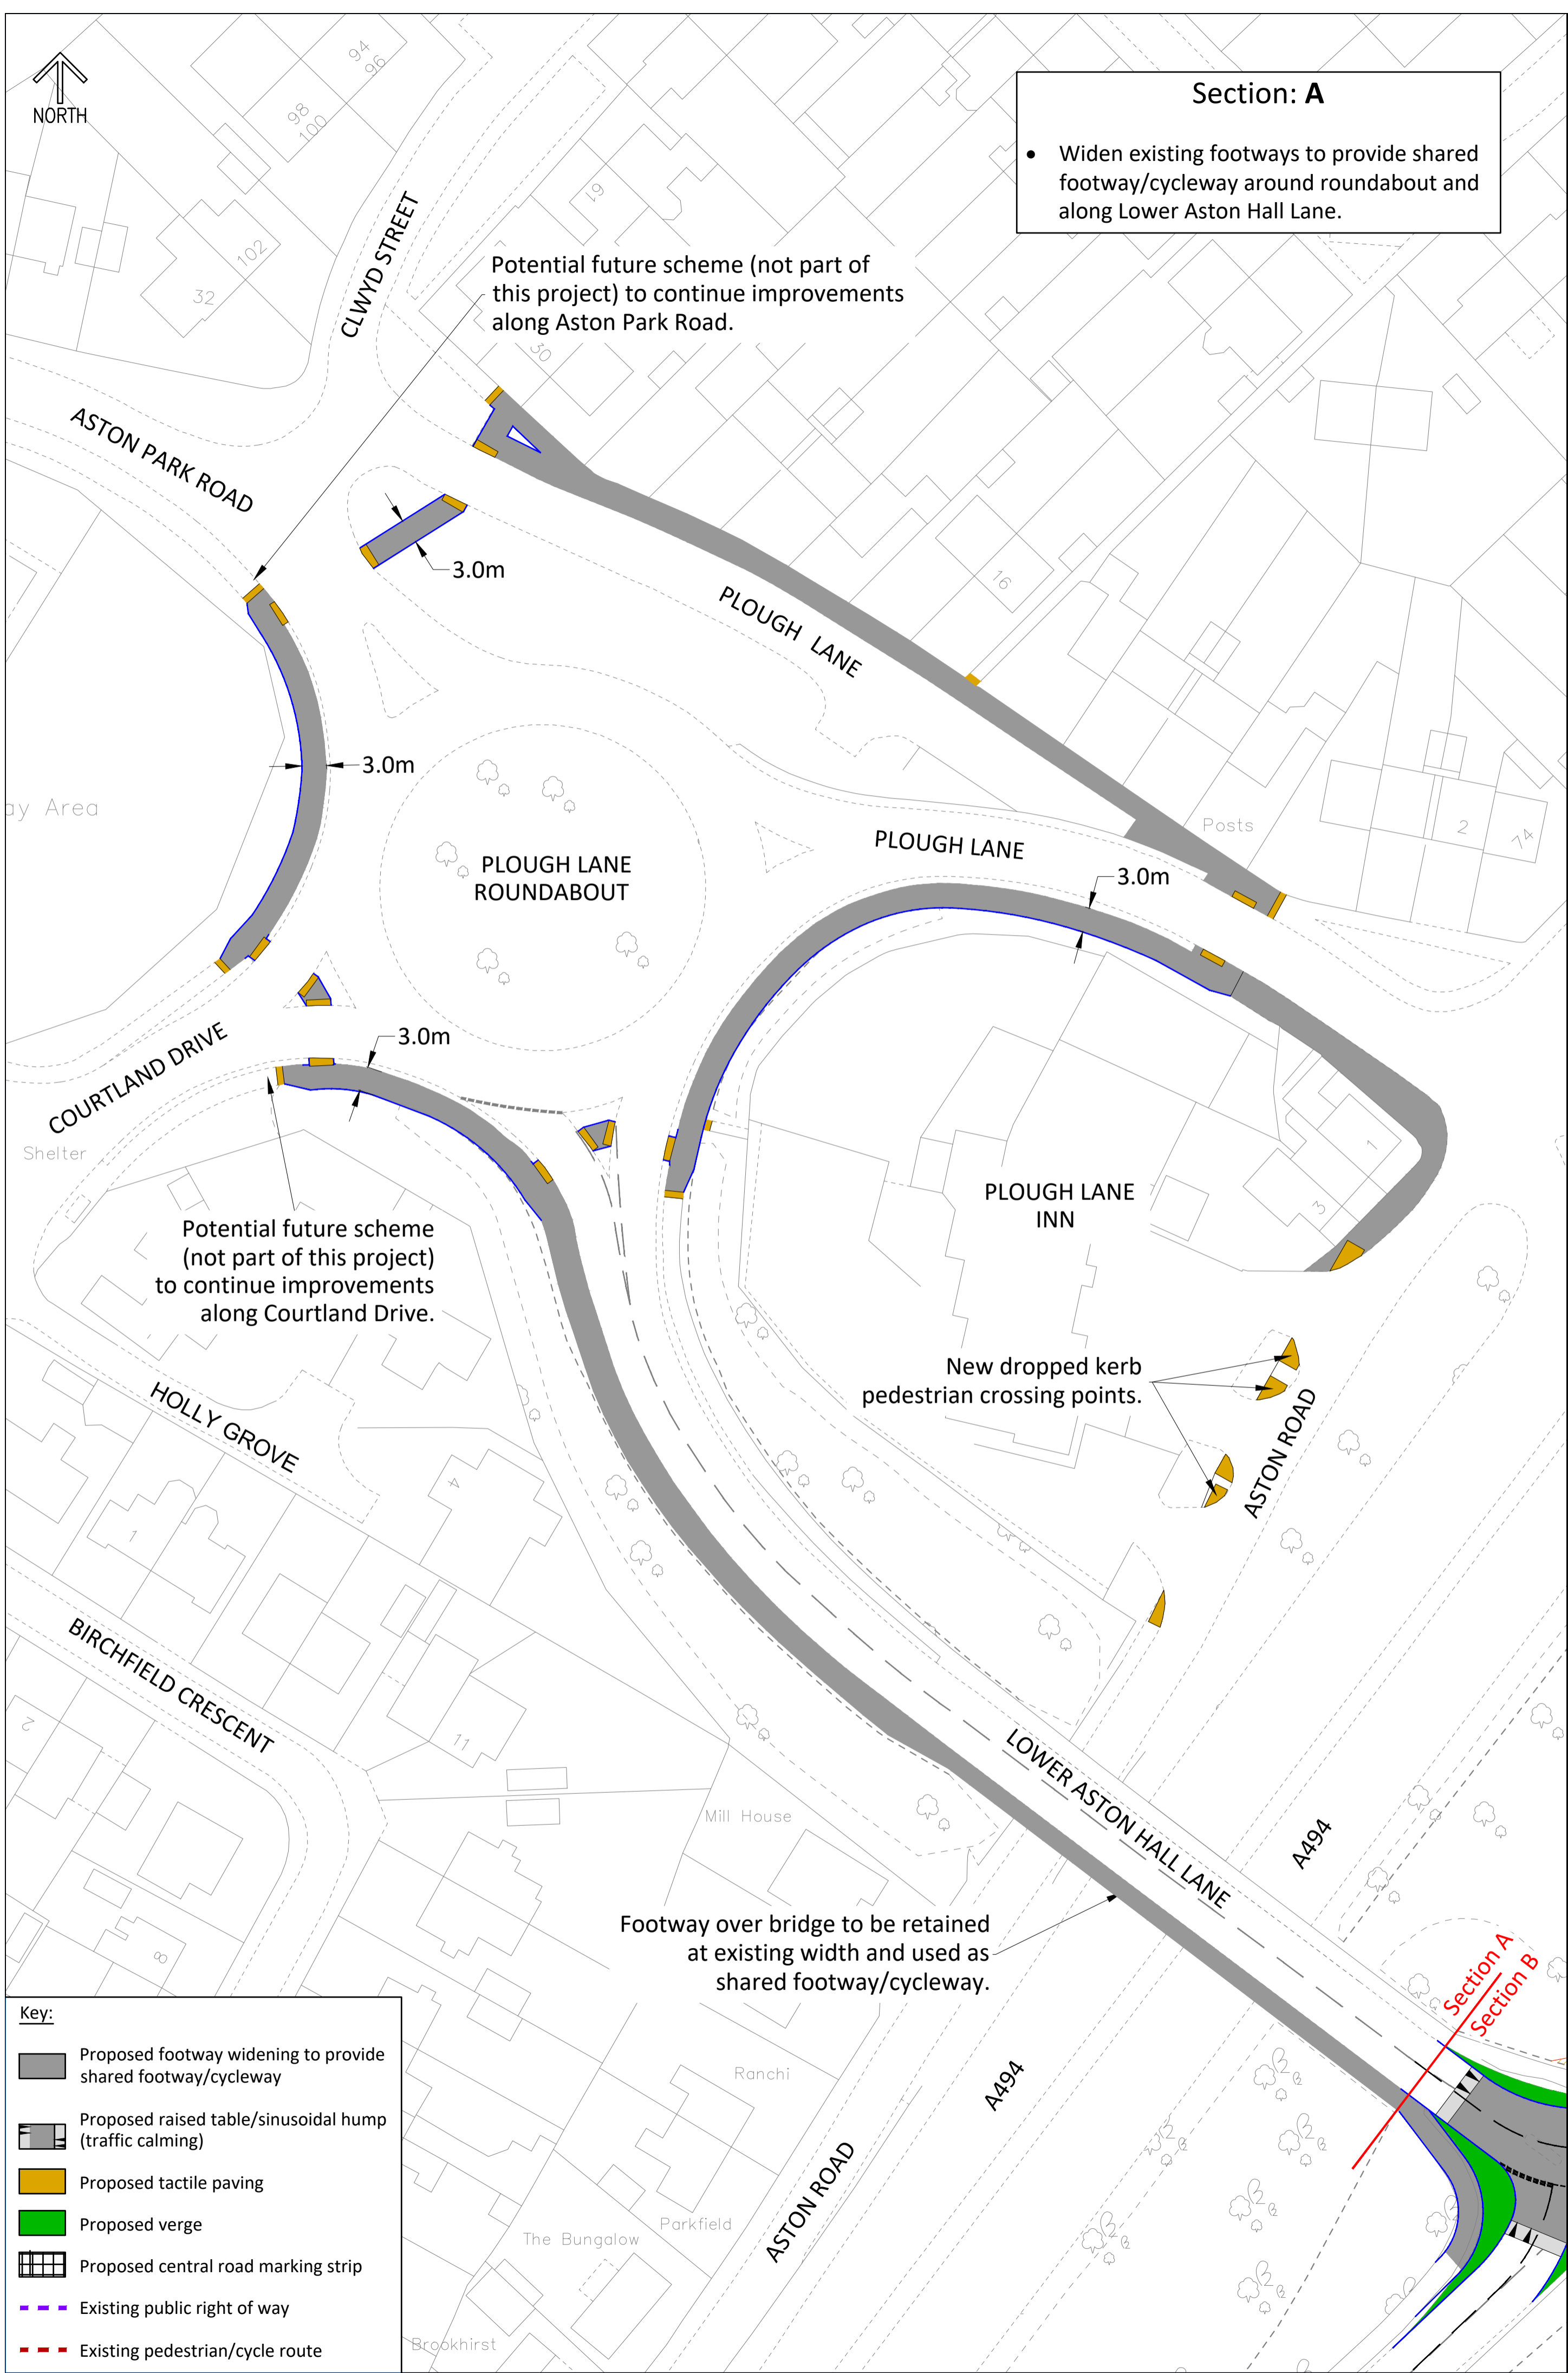 NORTH
94
96
98
100
102
32
CLWYD STREET
19
30
Section: A
• Widen existing footways to provide shared
footway/cycleway around roundabout and
along Lower Aston Hall Lane.
Potential future scheme (not part of
this project) to continue improvements
along Aston Park Road.
ASTON PARK ROAD
3.0m
16
PLOUGH LANE
3.0m
ay Area
PLOUGH LANE
ROUNDABOUT
PLOUGH LANE
Posts
2
74
3.0m
COURTLAND DRIVE
3.0m
Shelter
PLOUGH LANE
INN
1
3
Potential future scheme
(not part of this project)
to continue improvements
along Courtland Drive.
New dropped kerb
pedestrian crossing points.
ASTON ROAD
HOLLY GROVE
4
1
BIRCHFIELD CRESCENT
2
11
8
Mill House
LOWER ASTON HALL LANE
A494
Footway over bridge to be retained
at existing width and used as
shared footway/cycleway.
Section A
Section B
Ranchi
A494
ASTON ROAD
Parkfield
The Bungalow
Brookhirst
Key:
Proposed footway widening to provide
shared footway/cycleway
Proposed raised table/sinusoidal hump
(traffic calming)
Proposed tactile paving
Proposed verge
Proposed central road marking strip
Existing public right of way
Existing pedestrian/cycle route